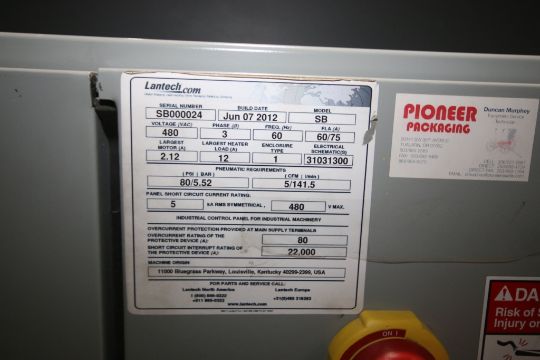 Lantech.com
SERIAL NUMBER BUILD DATE MODEL
SB000024 Jun 07 2012 SB
VOLTAGE (VAC) PHASE (Ø) FREQ. (Hz) FLA (A)
480 3 60 60/75
LARGEST MOTOR (A) LARGEST HEATER LOAD (A) ENCLOSURE TYPE ELECTRICAL SCHEMATIC(S)
2.12 12 1 31031300
PNEUMATIC REQUIREMENTS
( PSI | BAR ) ( CFM | )
80/5.52 5/141.5
PANEL SHORT CIRCUIT CURRENT RATING:
5 kA RMS SYMMETRICAL , 480 V MAX.
INDUSTRIAL CONTROL PANEL FOR INDUSTRIAL MACHINERY
OVERCURRENT PROTECTION PROVIDED AT MAIN SUPPLY TERMINALS
OVERCURRENT RATING OF THE PROTECTIVE DEVICE (A): 80
SHORT CIRCUIT INTERRUPT RATING OF THE PROTECTIVE DEVICE (A): 22,000
MACHINE ORIGIN
11000 Bluegrass Parkway, Louisville, Kentucky 40299-2399, USA
FOR PARTS AND SERVICE CALL:
Lantech North America Lantech Europe
www.lantech.com
PIONEER
PACKAGING
Duncan Murphey
Equipment Service
Technician
ON I
DA
Risk of S
Injury or